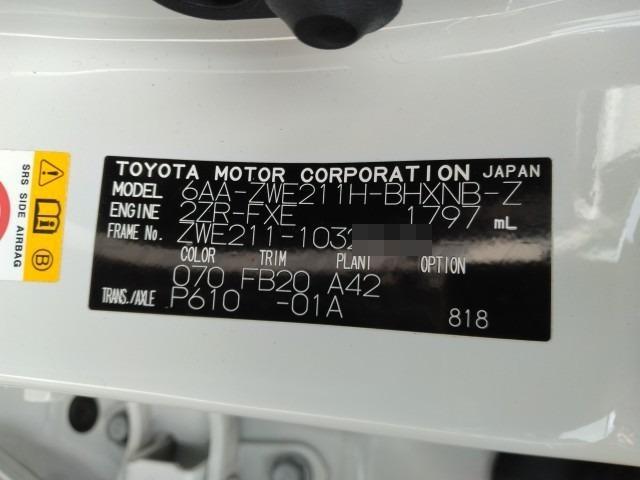 TOYOTA MOTOR CORPORATION JAPAN
MODEL 6AA-ZWE211H-BHXNB-Z
ENGINE 2ZR-FXE 1797 mL
FRAME No. ZWE211-1032
COLOR TRIM PLANT OPTION
070 FB20 A42
TRANS./AXLE P610 -01A
818
SRS SIDE AIRBAG
B